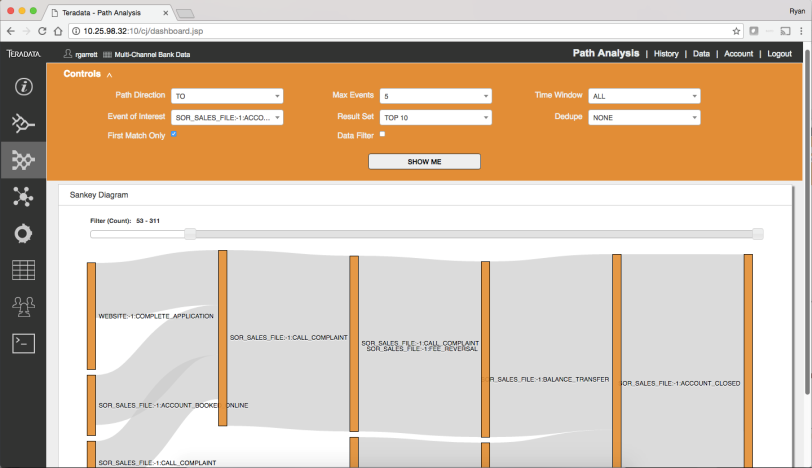 Teradata - Path Analysis
Ryan
10.25.98.32:10/cj/dashboard.jsp
TERADATA
rgarrett
Multi-Channel Bank Data
Path Analysis | History | Data | Account | Logout
Controls
Path Direction TO
Max Events 5
Time Window ALL
Event of Interest SOR_SALES_FILE:-1:ACCO...
Result Set TOP 10
Dedupe NONE
First Match Only
Data Filter
SHOW ME
Sankey Diagram
Filter (Count): 53 - 311
WEBSITE:-1:COMPLETE_APPLICATION
SOR_SALES_FILE:-1:CALL_COMPLAINT
SOR_SALES_FILE:-1:CALL_COMPLAINT
SOR_SALES_FILE:-1:FEE_REVERSAL
SOR_SALES_FILE:-1:BALANCE_TRANSFER
SOR_SALES_FILE:-1:ACCOUNT_CLOSED
SOR_SALES_FILE:-1:ACCOUNT_BOOKED_ONLINE
SOR_SALES_FILE:-1:CALL_COMPLAINT